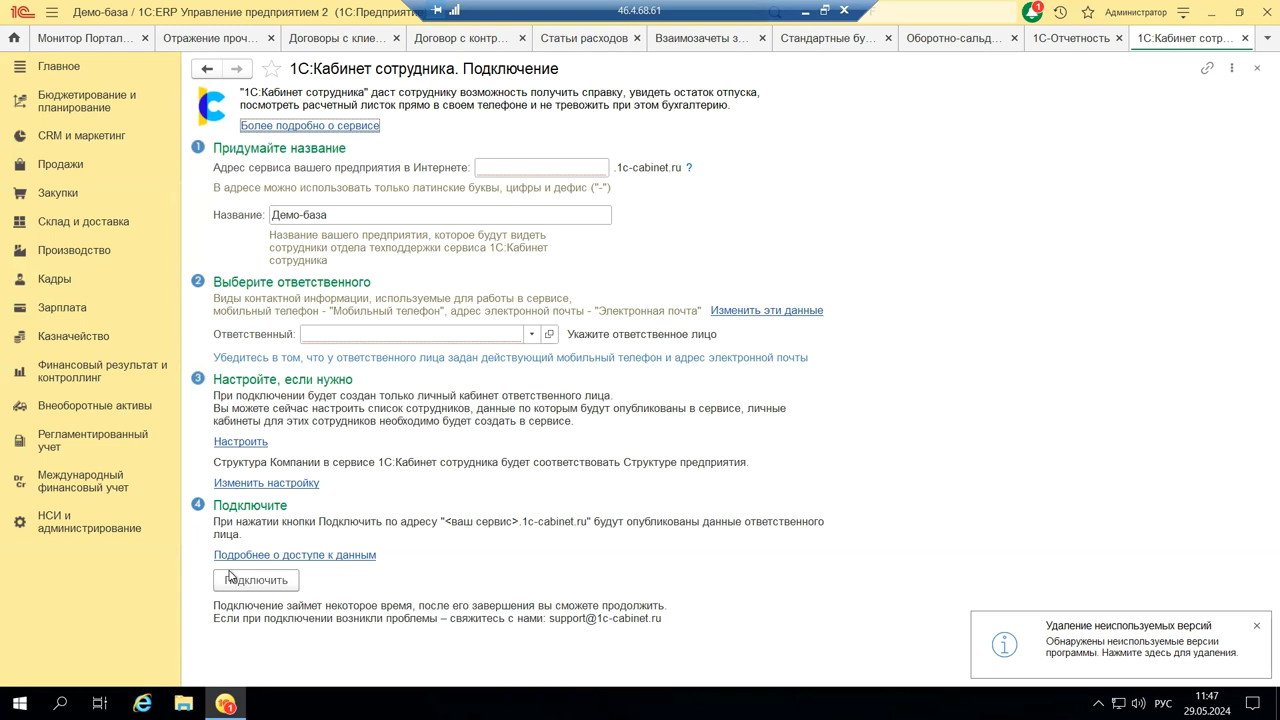 Демо-база / 1С:ERP Управление предприятием 2 (1С:Предприяти
46.4.68.61
1
Администратор
Монитор Портал...
Отражение проч...
Договоры с клие...
Договор с контр...
Статьи расходов
Взаимозачеты з...
Стандартные бу...
Оборотно-сальд...
1С-Отчетность
1С:Кабинет сотр...
Главное
Бюджетирование и
планирование
CRM и маркетинг
Продажи
Закупки
Склад и доставка
Производство
Кадры
Зарплата
Казначейство
Финансовый результат и
контроллинг
Внеоборотные активы
Регламентированный
учет
Dr
Cr
Международный
финансовый учет
НСИ и
администрирование
1С:Кабинет сотрудника. Подключение
"1С:Кабинет сотрудника" даст сотруднику возможность получить справку, увидеть остаток отпуска,
посмотреть расчетный листок прямо в своем телефоне и не тревожить при этом бухгалтерию.
Более подробно о сервисе
1 Придумайте название
Адрес сервиса вашего предприятия в Интернете: .1c-cabinet.ru ?
В адресе можно использовать только латинские буквы, цифры и дефис ("-")
Название: Демо-база
Название вашего предприятия, которое будут видеть
сотрудники отдела техподдержки сервиса 1С:Кабинет
сотрудника
2 Выберите ответственного
Виды контактной информации, используемые для работы в сервисе,
мобильный телефон - "Мобильный телефон", адрес электронной почты - "Электронная почта" Изменить эти данные
Ответственный: Укажите ответственное лицо
Убедитесь в том, что у ответственного лица задан действующий мобильный телефон и адрес электронной почты
3 Настройте, если нужно
При подключении будет создан только личный кабинет ответственного лица.
Вы можете сейчас настроить список сотрудников, данные по которым будут опубликованы в сервисе, личные
кабинеты для этих сотрудников необходимо будет создать в сервисе.
Настроить
Структура Компании в сервисе 1С:Кабинет сотрудника будет соответствовать Структуре предприятия.
Изменить настройку
4 Подключите
При нажатии кнопки Подключить по адресу "<ваш сервис>.1c-cabinet.ru" будут опубликованы данные ответственного
лица.
Подробнее о доступе к данным
Подключить
Подключение займет некоторое время, после его завершения вы сможете продолжить.
Если при подключении возникли проблемы – свяжитесь с нами: support@1c-cabinet.ru
Удаление неиспользуемых версий
Обнаружены неиспользуемые версии
программы. Нажмите здесь для удаления.
1
РУС
11:47
29.05.2024